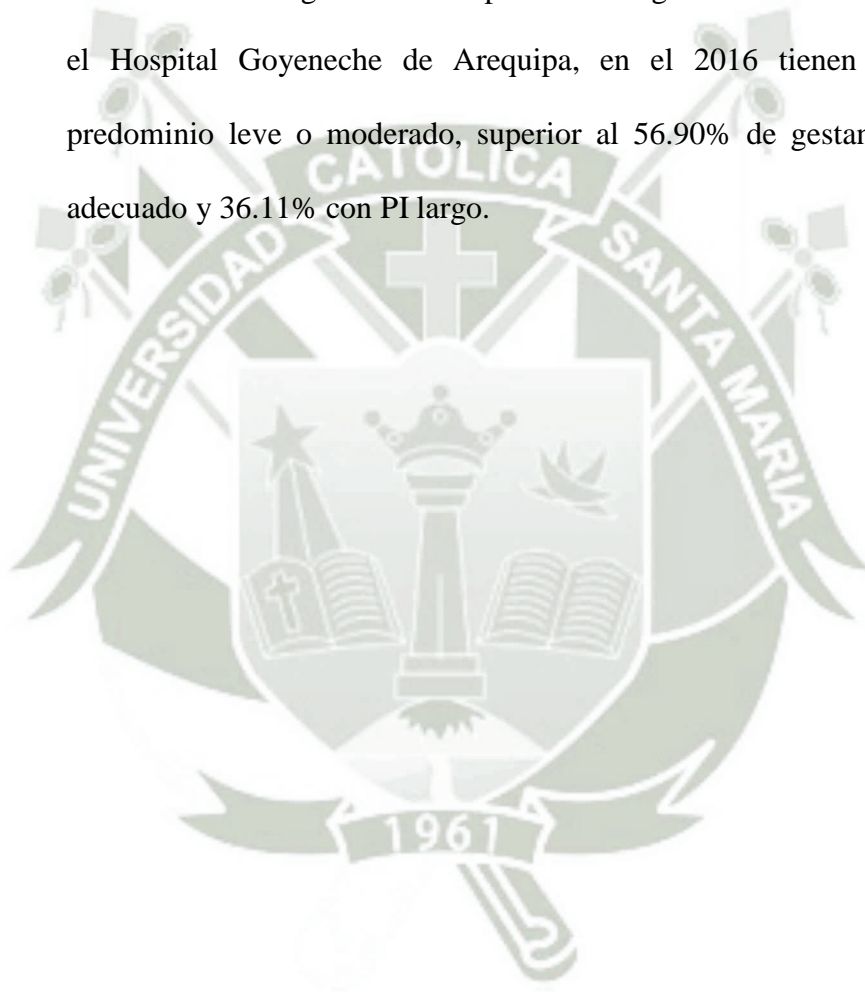 el Hospital Goyeneche de Arequipa, en el 2016 tienen
predominio leve o moderado, superior al 56.90% de
adecuado y 36.11% con PI largo.
UNIVERSIDAD CATOLICA SANTA MARIA
1961